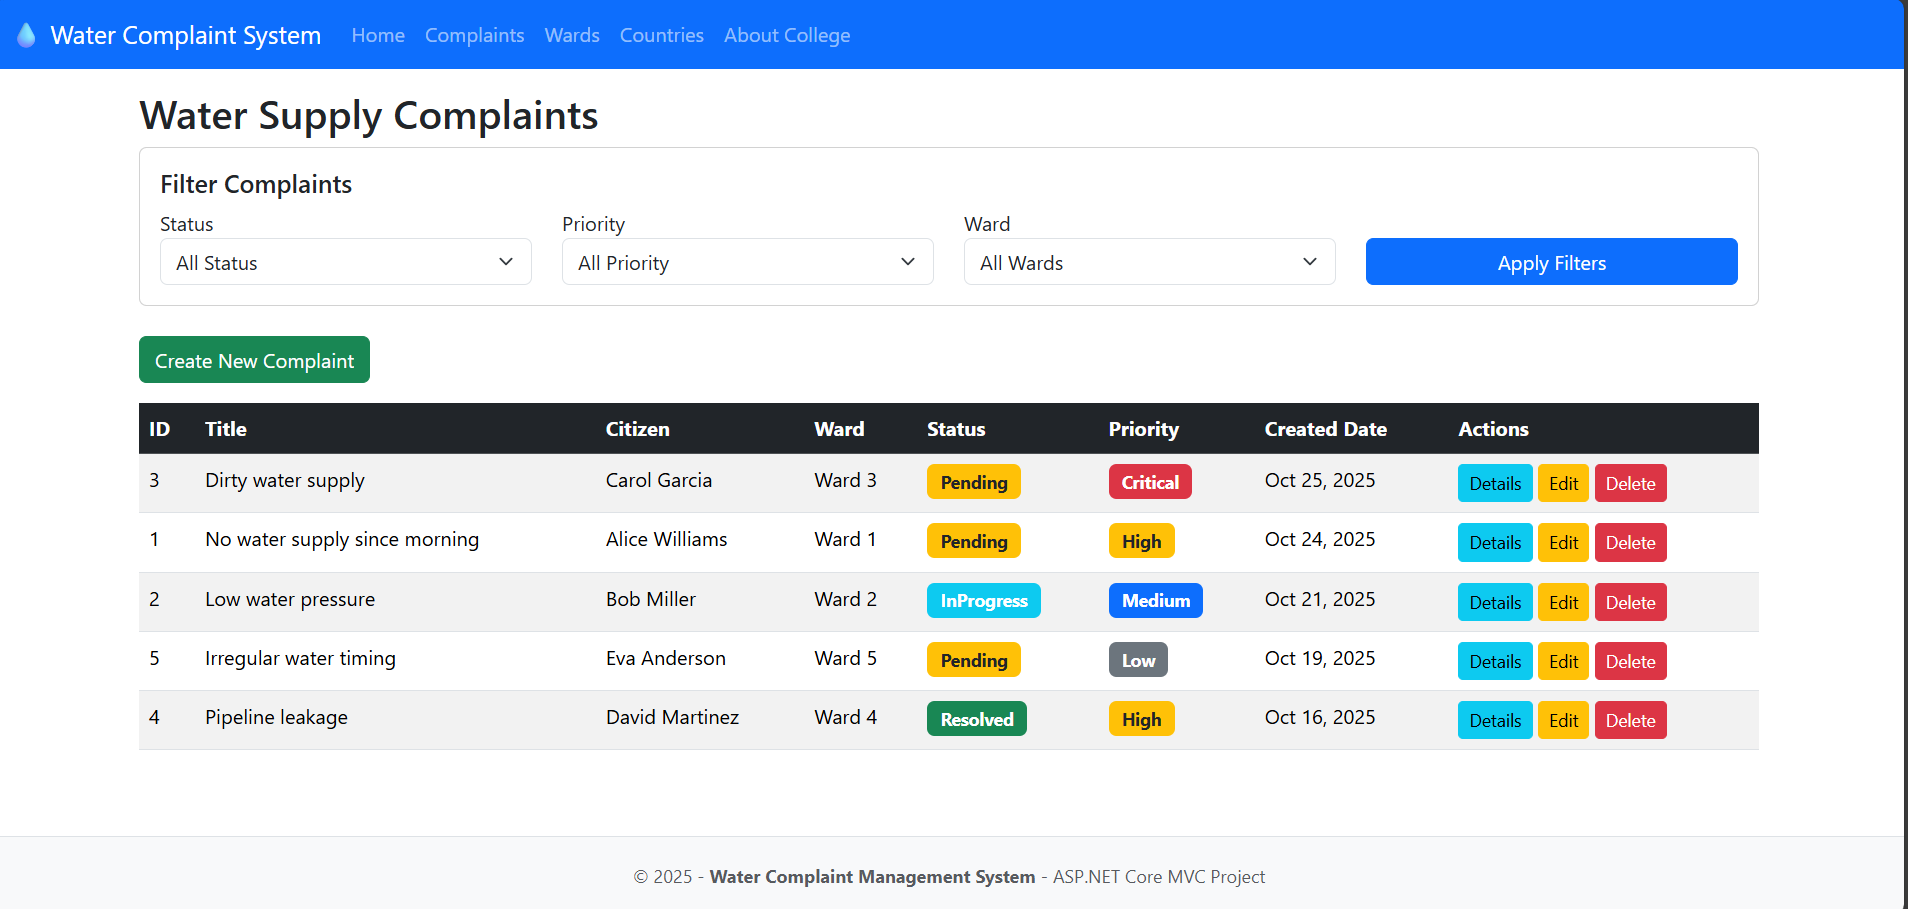 Water Complaint System Home Complaints Wards Countries About College
Water Supply Complaints
Filter Complaints
Status Priority Ward
All Status All Priority All Wards Apply Filters
Create New Complaint
ID Title Citizen Ward Status Priority Created Date Actions
3 Dirty water supply Carol Garcia Ward 3 Pending Critical Oct 25, 2025 Details Edit Delete
1 No water supply since morning Alice Williams Ward 1 Pending High Oct 24, 2025 Details Edit Delete
2 Low water pressure Bob Miller Ward 2 InProgress Medium Oct 21, 2025 Details Edit Delete
5 Irregular water timing Eva Anderson Ward 5 Pending Low Oct 19, 2025 Details Edit Delete
4 Pipeline leakage David Martinez Ward 4 Resolved High Oct 16, 2025 Details Edit Delete
© 2025 - Water Complaint Management System - ASP.NET Core MVC Project